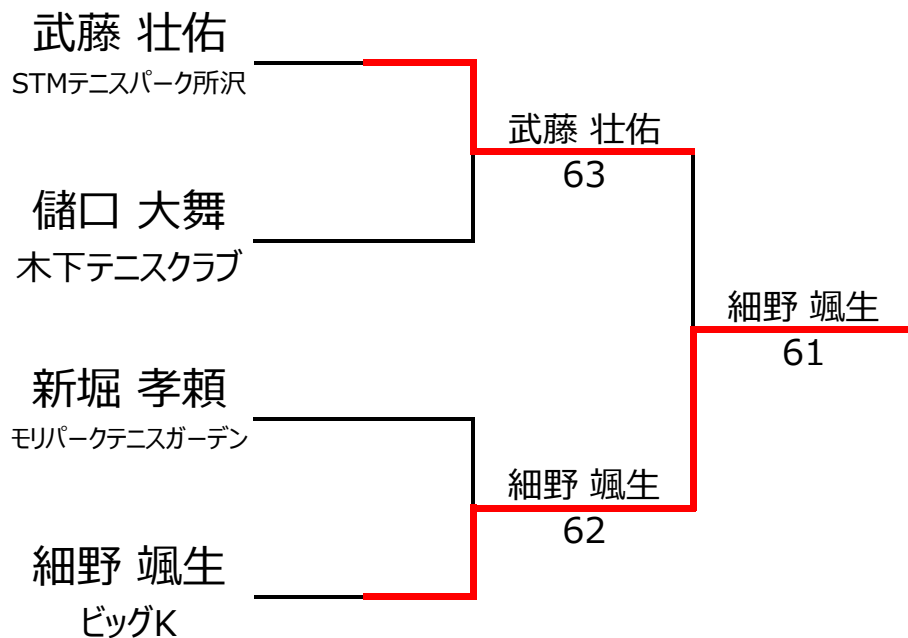 武藤 壮佑
STMテニスパーク所沢
武藤 壮佑
63
儲口 大舞
木下テニスクラブ
細野 颯生
61
新堀 孝頼
モリパークテニスガーデン
細野 颯生
62
細野 颯生
ビッグK